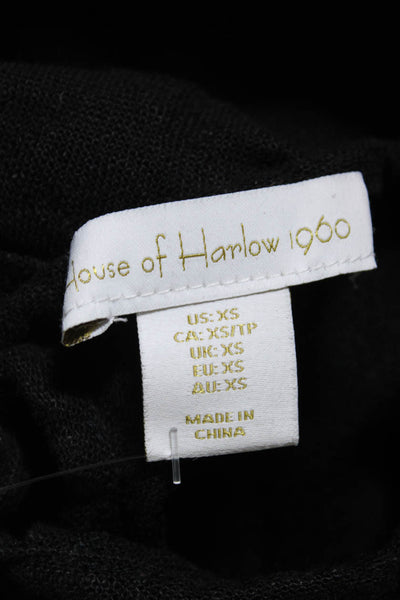 House of Harlow 1960
US: XS
CA: XS/TP
UK: XS
EU: XS
AU: XS
MADE IN
CHINA